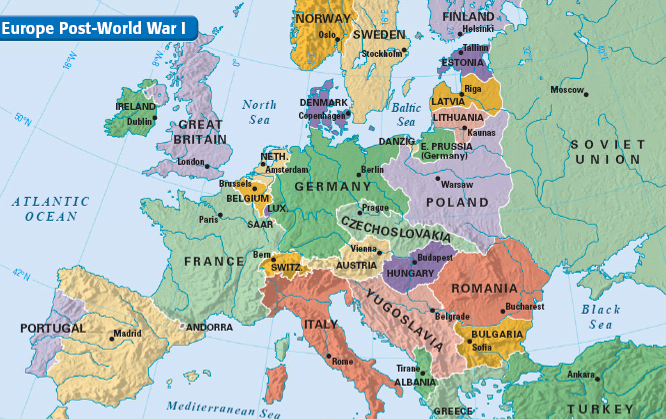 Europe Post-World War I
NORWAY
Oslo
SWEDEN
Stockholm
FINLAND
Helsinki
Tallinn
ESTONIA
Riga
LATVIA
LITHUANIA
Kaunas
Moscow
SOVIET
UNION
IRELAND
Dublin
GREAT
BRITAIN
London
North
Sea
DENMARK
Copenhagen
Baltic
Sea
DANZIG
E. PRUSSIA
(Germany)
NETH.
Amsterdam
Brussels
BELGIUM
LUX.
SAAR
GERMANY
Berlin
Warsaw
POLAND
Prague
CZECHOSLOVAKIA
ATLANTIC
OCEAN
Paris
FRANCE
Bern
SWITZ.
Vienna
AUSTRIA
Budapest
HUNGARY
ROMANIA
Bucharest
Black
Sea
YUGOSLAVIA
Belgrade
BULGARIA
Sofia
PORTUGAL
Madrid
ANDORRA
ITALY
Rome
Tirane
ALBANIA
GREECE
Ankara
TURKEY
Mediterranean Sea
50°N
42°N
18°W